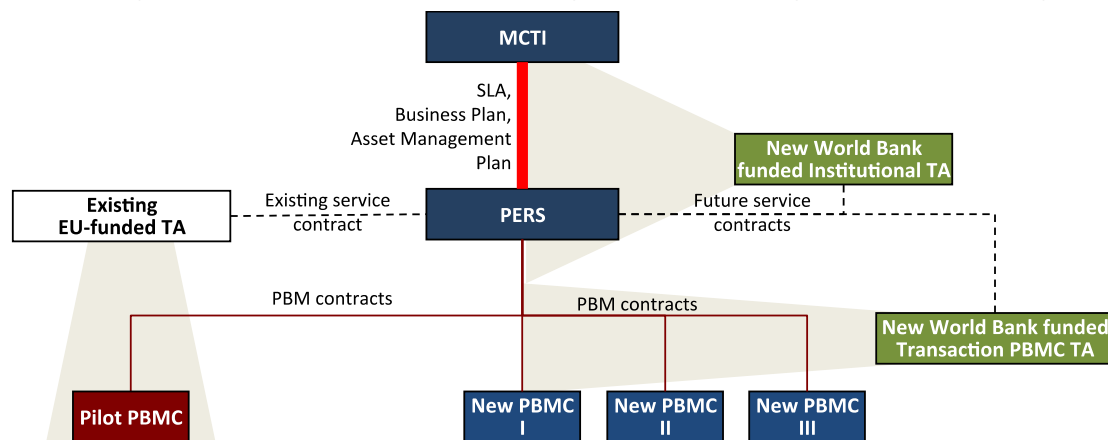 MCTI
SLA,
Business Plan,
Asset Management
Plan
New World Bank
funded Institutional TA
Existing
EU-funded TA
Existing service
contract
PERS
Future service
contracts
PBM contracts
PBM contracts
New World Bank funded
Transaction PBMC TA
Pilot PBMC
New PBMC
I
New PBMC
II
New PBMC
III